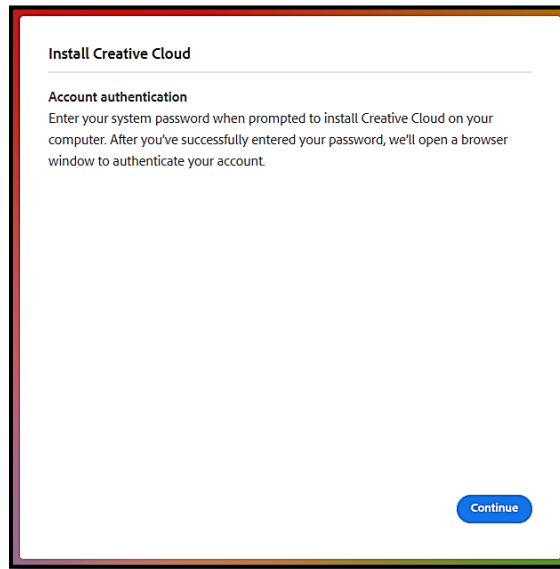 Install Creative Cloud
Account authentication
Enter your system password when prompted to install Creative Cloud on your
computer. After you’ve successfully entered your password, we’ll open a browser
window to authenticate your account.
Continue